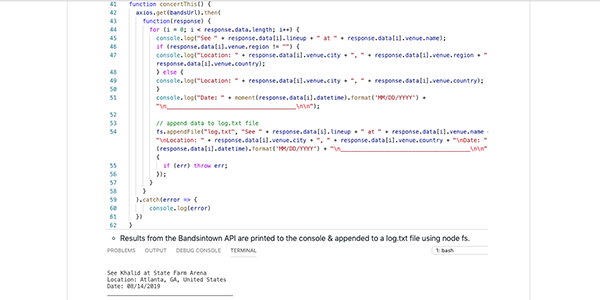 41 function concertThis() {
42 axios.get(bandsUrl).then(
43 function(response) {
44 for (i = 0; i < response.data.length; i++) {
45 console.log("See " + response.data[i].lineup + " at " + response.data[i].venue.name);
46 if (response.data[i].venue.region != "") {
47 console.log("Location: " + response.data[i].venue.city + ", " + response.data[i].venue.region + "
response.data[i].venue.country);
48 } else {
49 console.log("Location: " + response.data[i].venue.city + ", " + response.data[i].venue.country);
50 }
51 console.log("Date: " + moment(response.data[i].datetime).format('MM/DD/YYYY') +
"\n__________________________________\n\n");
52
53 // append data to log.txt file
54 fs.appendFile("log.txt", "See " + response.data[i].lineup + " at " + response.data[i].venue.name
"\nLocation: " + response.data[i].venue.city + ", " + response.data[i].venue.country + "\nDate: "
(response.data[i].datetime).format('MM/DD/YYYY') + "\n__________________________________\n\n"
{
55 if (err) throw err;
56 });
57 }
58 }
59 ).catch(error => {
60 console.log(error)
61 })
62 }
Results from the Bandsintown API are printed to the console & appended to a log.txt file using node fs.
PROBLEMS OUTPUT DEBUG CONSOLE TERMINAL 1: bash
See Khalid at State Farm Arena
Location: Atlanta, GA, United States
Date: 08/14/2019
__________________________________